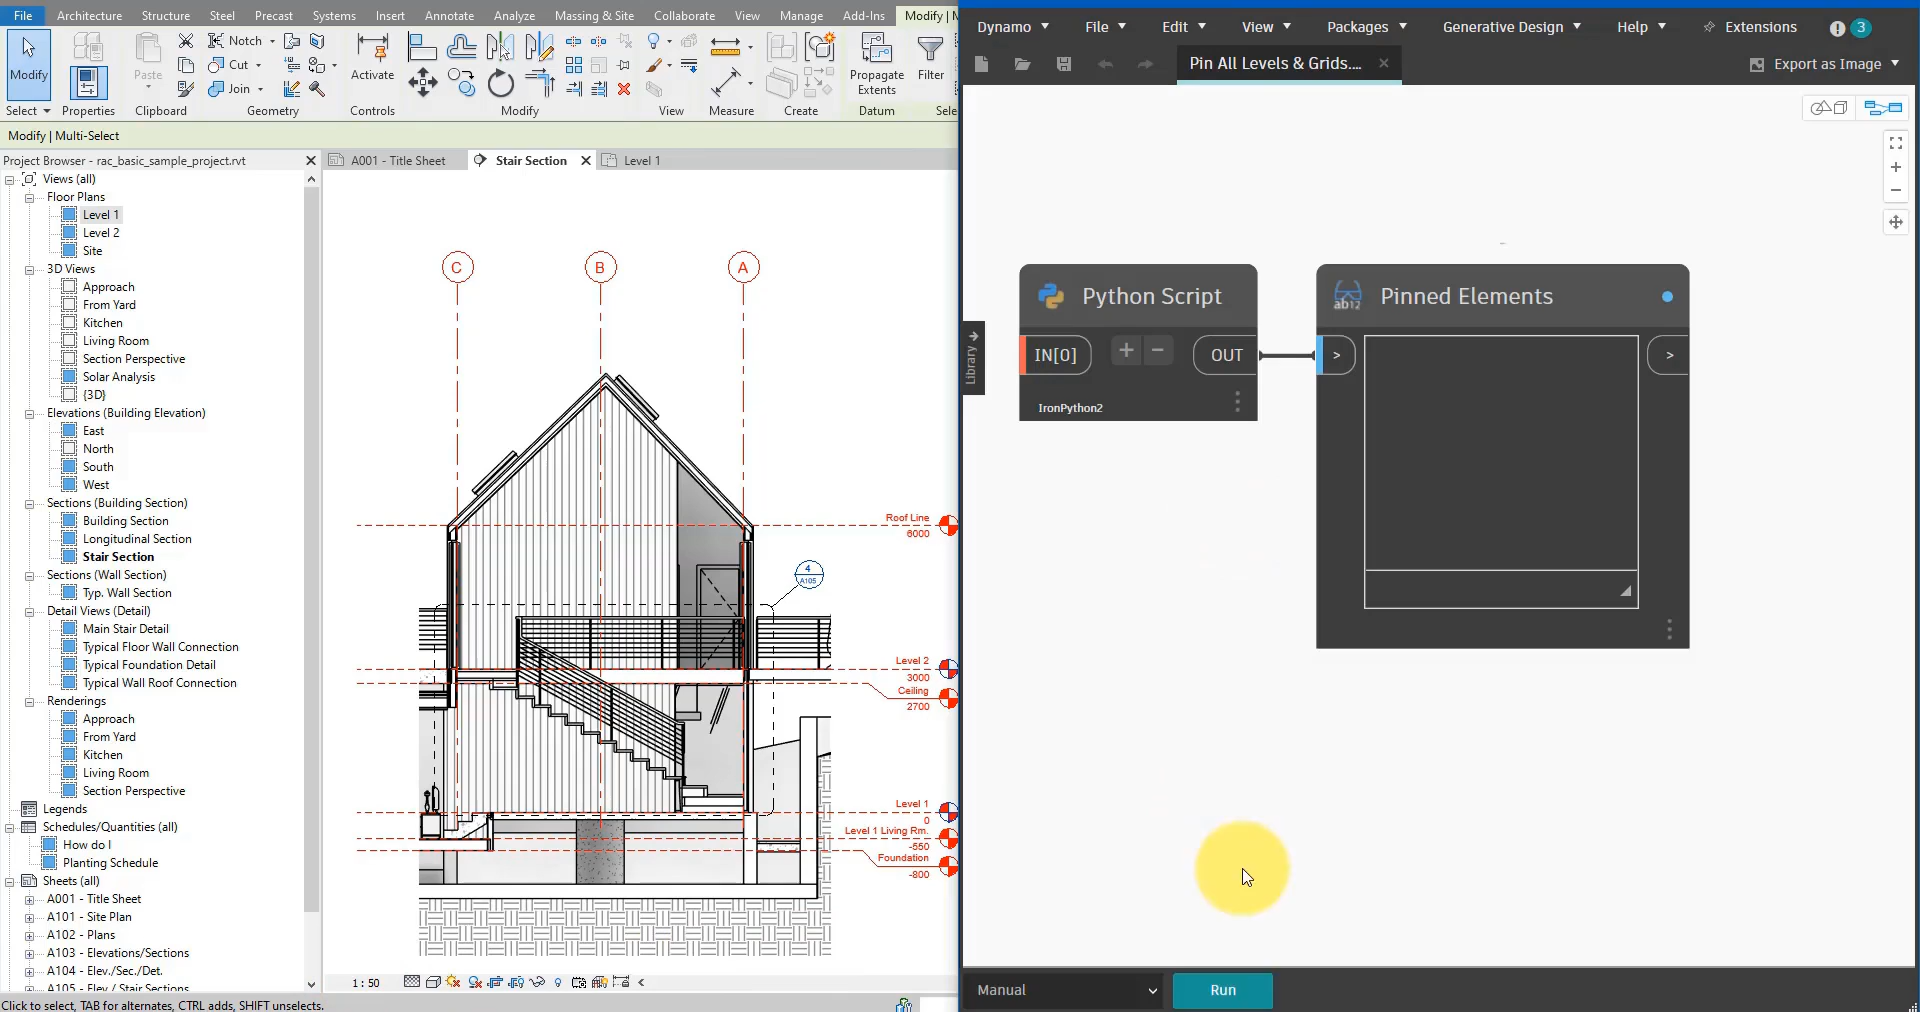 File Architecture Structure Steel Precast Systems Insert Annotate Analyze Massing & Site Collaborate View Manage Add-Ins Modify | M
Modify
Select
Properties
Paste
Clipboard
Notch
Cut
Join
Geometry
Activate
Controls
Modify
View
Measure
Create
Propagate
Extents
Datum
Filter
Sele
Modify | Multi-Select
Project Browser - rac_basic_sample_project.rvt
Views (all)
Floor Plans
Level 1
Level 2
Site
3D Views
Approach
From Yard
Kitchen
Living Room
Section Perspective
Solar Analysis
{3D}
Elevations (Building Elevation)
East
North
South
West
Sections (Building Section)
Building Section
Longitudinal Section
Stair Section
Sections (Wall Section)
Typ. Wall Section
Detail Views (Detail)
Main Stair Detail
Typical Floor Wall Connection
Typical Foundation Detail
Typical Wall Roof Connection
Renderings
Approach
From Yard
Kitchen
Living Room
Section Perspective
Legends
Schedules/Quantities (all)
How do I
Planting Schedule
Sheets (all)
A001 - Title Sheet
A101 - Site Plan
A102 - Plans
A103 - Elevations/Sections
A104 - Elev./Sec./Det.
A105 - Elev / Stair Sections
Click to select, TAB for alternates, CTRL adds, SHIFT unselects.
A001 - Title Sheet
Stair Section
Level 1
C
B
A
Roof Line
6000
4
A105
Level 2
3000
Ceiling
2700
Level 1
0
Level 1 Living Rm.
-550
Foundation
-800
1 : 50
Dynamo File Edit View Packages Generative Design Help Extensions 3
Pin All Levels & Grids....
Export as Image
Library
Python Script
IN[0]
+
−
OUT
IronPython2
ab12
Pinned Elements
>
>
Manual
Run